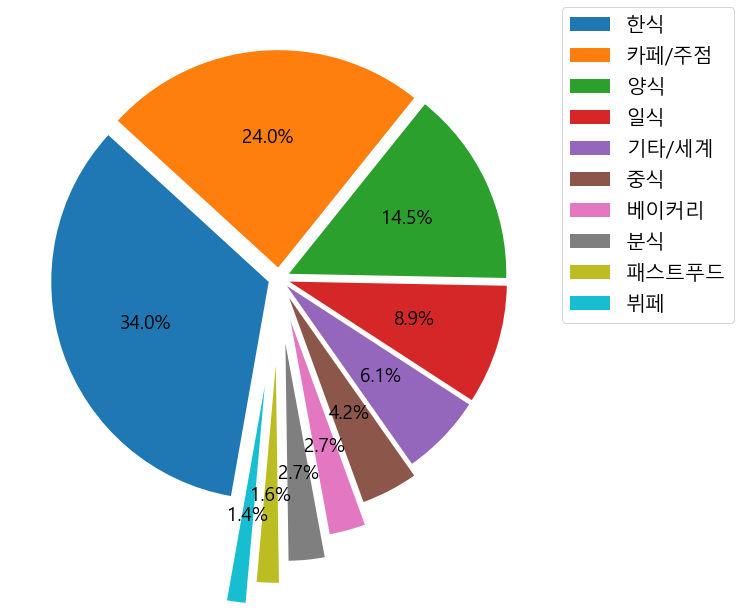 한식
카페/주점
양식
일식
기타/세계
중식
베이커리
분식
패스트푸드
뷔페
24.0%
14.5%
34.0%
8.9%
6.1%
4.2%
2.7%
2.7%
1.6%
1.4%